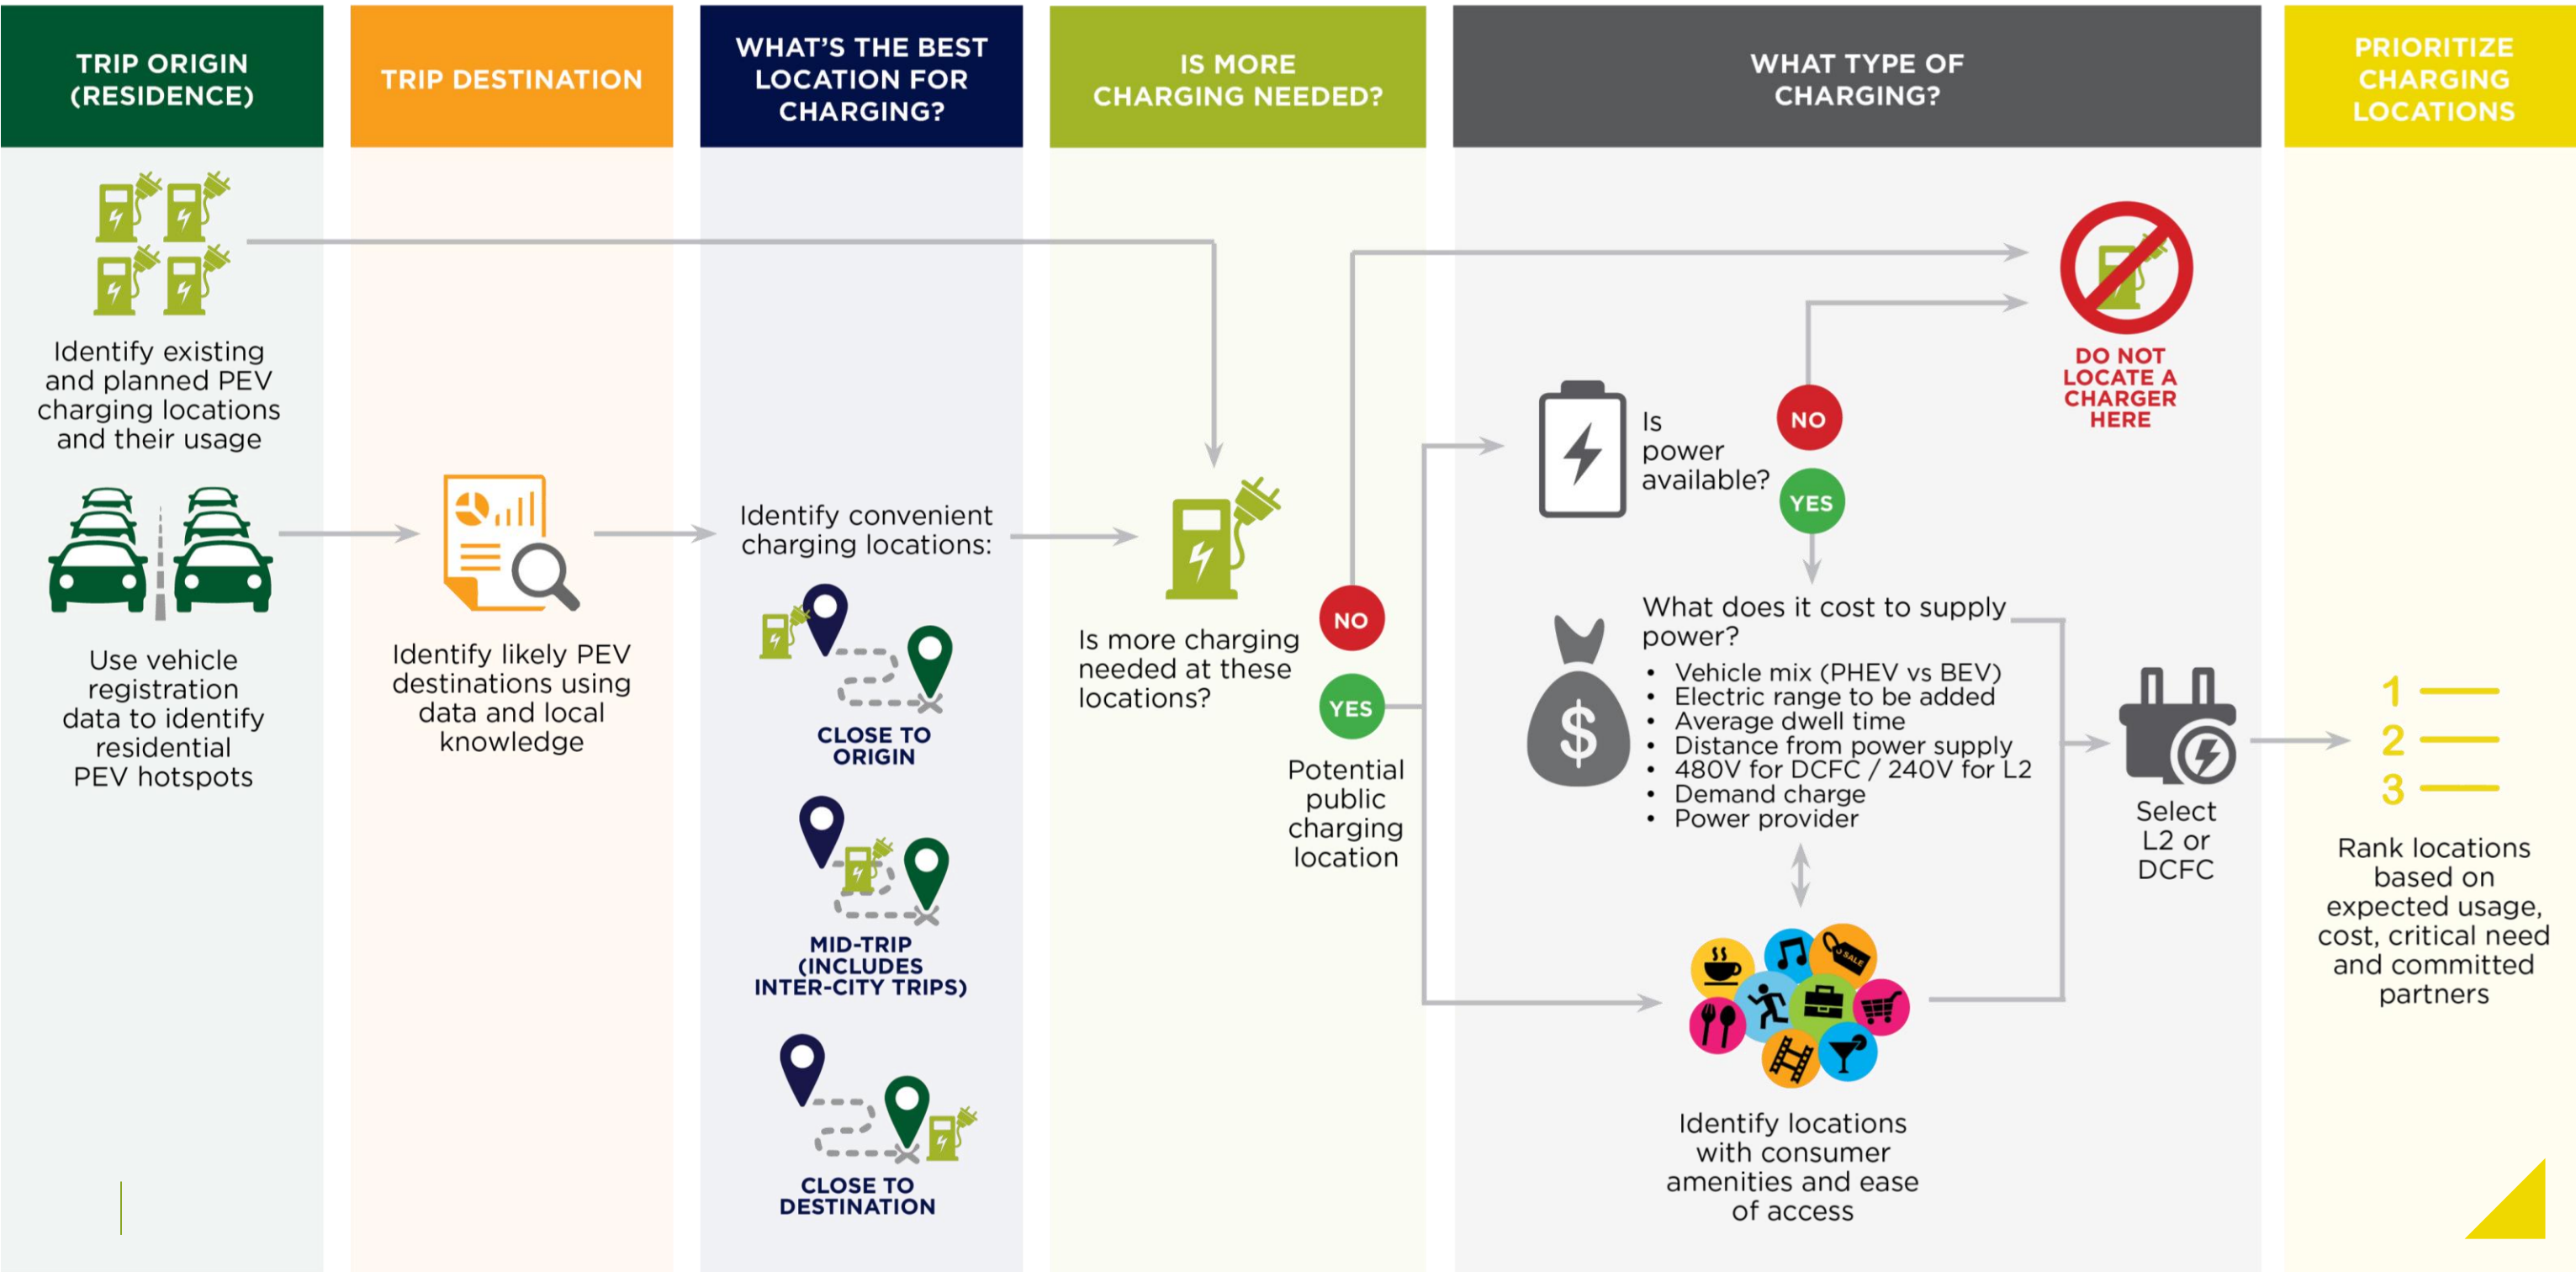 TRIP ORIGIN
(RESIDENCE)
Identify existing
and planned PEV
charging locations
and their usage
Use vehicle
registration
data to identify
residential
PEV hotspots
TRIP DESTINATION
Identify likely PEV
destinations using
data and local
knowledge
WHAT'S THE BEST
LOCATION FOR
CHARGING?
Identify convenient
charging locations:
CLOSE TO
ORIGIN
MID-TRIP
(INCLUDES
INTER-CITY TRIPS)
CLOSE TO
DESTINATION
IS MORE
CHARGING NEEDED?
Is more charging
needed at these
locations?
NO
YES
Potential
public
charging
location
WHAT TYPE OF
CHARGING?
Is
power
available?
NO
YES
DO NOT
LOCATE A
CHARGER
HERE
What does it cost to supply
power?
$
• Vehicle mix (PHEV vs BEV)
• Electric range to be added
• Average dwell time
• Distance from power supply
• 480V for DCFC / 240V for L2
• Demand charge
• Power provider
SALE
Identify locations
with consumer
amenities and ease
of access
Select
L2 or
DCFC
PRIORITIZE
CHARGING
LOCATIONS
1
2
3
Rank locations
based on
expected usage,
cost, critical need
and committed
partners